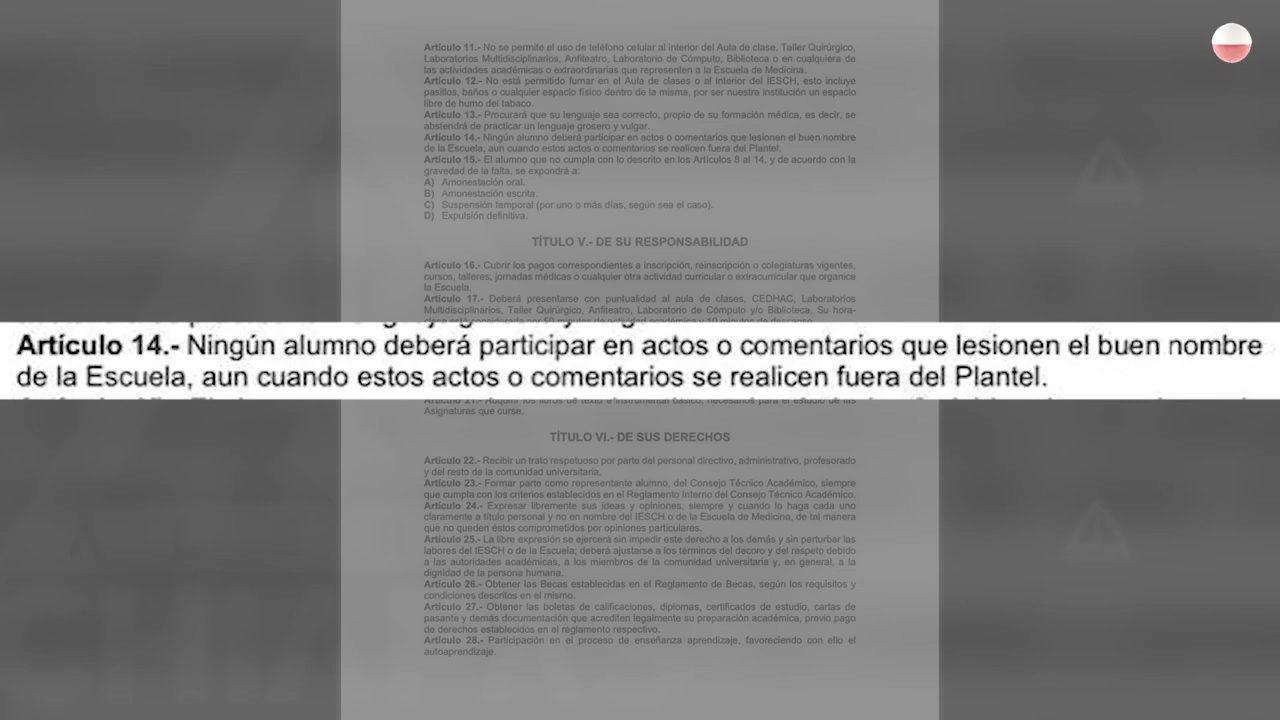 Artículo 11.- No se permite el uso de teléfono celular al interior del Aula de clase, Taller Quirúrgico,
Laboratorios Multidisciplinarios, Anfiteatro, Laboratorio de Cómputo, Biblioteca o en cualquiera de
las actividades académicas o extraordinarias que representen a la Escuela de Medicina.
Artículo 12.- No está permitido fumar en el Aula de clases o al interior del IESCH, esto incluye
pasillos, baños o cualquier espacio físico dentro de la misma, por ser nuestra institución un espacio
libre de humo del tabaco.
Artículo 13.- Procurará que su lenguaje sea correcto, propio de su formación médica, es decir, se
abstendrá de practicar un lenguaje grosero y vulgar.
Artículo 14.- Ningún alumno deberá participar en actos o comentarios que lesionen el buen nombre
de la Escuela, aun cuando estos actos o comentarios se realicen fuera del Plantel.
Artículo 15.- El alumno que no cumpla con lo descrito en los Artículos 8 al 14, y de acuerdo con la
gravedad de la falta, se expondrá a:
A) Amonestación oral.
B) Amonestación escrita.
C) Suspensión temporal (por uno o más días, según sea el caso).
D) Expulsión definitiva.
TÍTULO V.- DE SU RESPONSABILIDAD
Artículo 16.- Cubrir los pagos correspondientes a inscripción, reinscripción o colegiaturas vigentes,
cursos, talleres, jornadas médicas o cualquier otra actividad curricular o extracurricular que organice
la Escuela.
Artículo 17.- Deberá presentarse con puntualidad al aula de clases, CEDHAC, Laboratorios
Multidisciplinarios, Taller Quirúrgico, Anfiteatro, Laboratorio de Cómputo y/o Biblioteca. Su hora-
Artículo 14.- Ningún alumno deberá participar en actos o comentarios que lesionen el buen nombre
de la Escuela, aun cuando estos actos o comentarios se realicen fuera del Plantel.
Asignaturas que curse.
TÍTULO VI.- DE SUS DERECHOS
Artículo 22.- Recibir un trato respetuoso por parte del personal directivo, administrativo, profesorado
y del resto de la comunidad universitaria.
Artículo 23.- Formar parte como representante alumno, del Consejo Técnico Académico, siempre
que cumpla con los criterios establecidos en el Reglamento Interno del Consejo Técnico Académico.
Artículo 24.- Expresar libremente sus ideas y opiniones, siempre y cuando lo haga cada uno
claramente a título personal y no en nombre del IESCH o de la Escuela de Medicina, de tal manera
que no queden éstos comprometidos por opiniones particulares.
Artículo 25.- La libre expresión se ejercerá sin impedir este derecho a los demás y sin perturbar las
labores del IESCH o de la Escuela; deberá ajustarse a los términos del decoro y del respeto debido
a las autoridades académicas, a los miembros de la comunidad universitaria y, en general, a la
dignidad de la persona humana.
Artículo 26.- Obtener las Becas establecidas en el Reglamento de Becas, según los requisitos y
condiciones descritos en el mismo.
Artículo 27.- Obtener las boletas de calificaciones, diplomas, certificados de estudio, cartas de
pasante y demás documentación que acrediten legalmente su preparación académica, previo pago
de derechos establecidos en el reglamento respectivo.
Artículo 28.- Participación en el proceso de enseñanza aprendizaje, favoreciendo con ello el
autoaprendizaje.